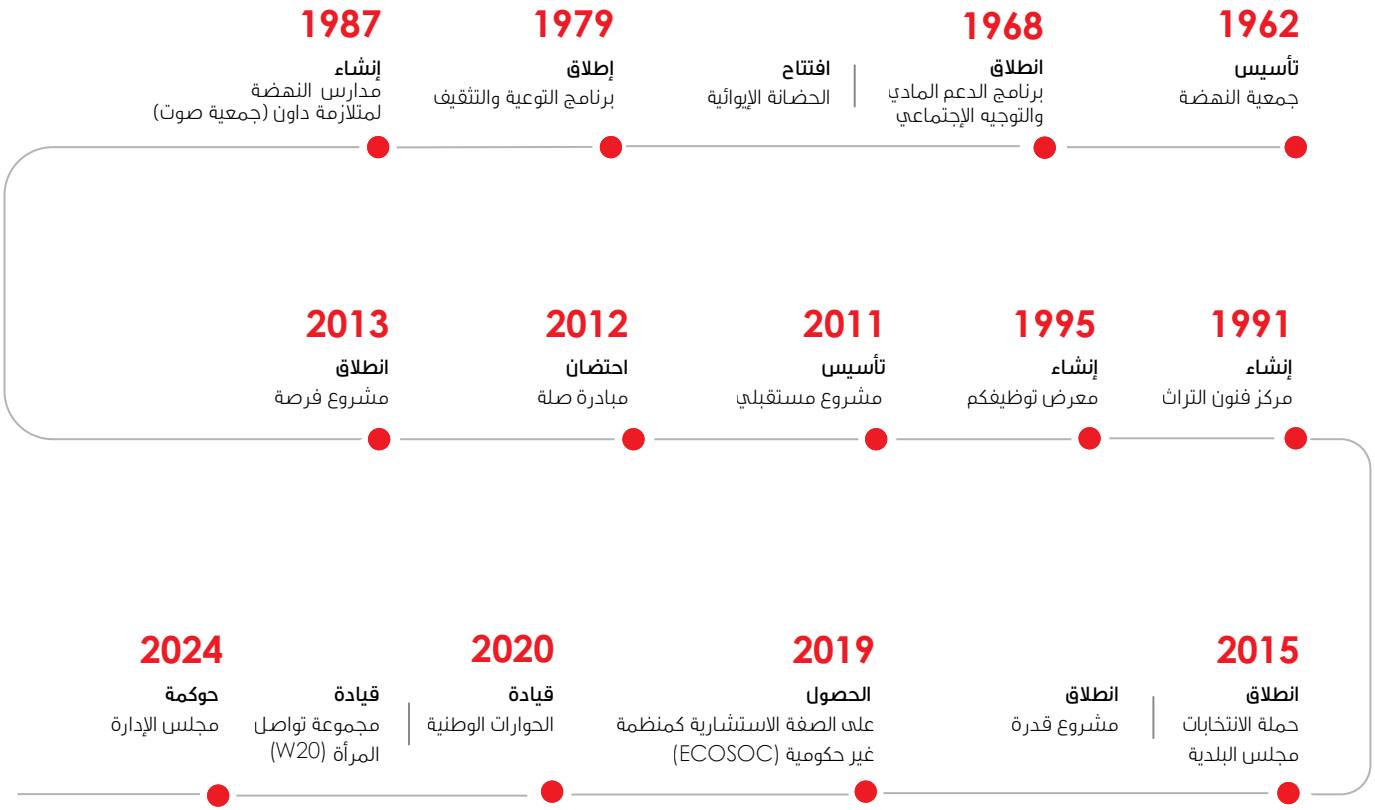 1962
تأسيس
جمعية النهضة
1968
انطلاق
برنامج الدعم المادي
والتوجيه الإجتماعي
افتتاح
الحضانة الإيوائية
1979
إطلاق
برنامج التوعية والتثقيف
1987
إنشاء
مدارس النهضة
لمتلازمة داون (جمعية صوت)
1991
إنشاء
مركز فنون التراث
1995
إنشاء
معرض توظيفكم
2011
تأسيس
مشروع مستقبلي
2012
احتضان
مبادرة صلة
2013
انطلاق
مشروع فرصة
2015
انطلاق
حملة الانتخابات
مجلس البلدية
انطلاق
مشروع قدرة
2019
الحصول
على الصفة الاستشارية كمنظمة
غير حكومية (ECOSOC)
2020
قيادة
الحوارات الوطنية
قيادة
مجموعة تواصل
المرأة (W20)
2024
حوكمة
مجلس الإدارة